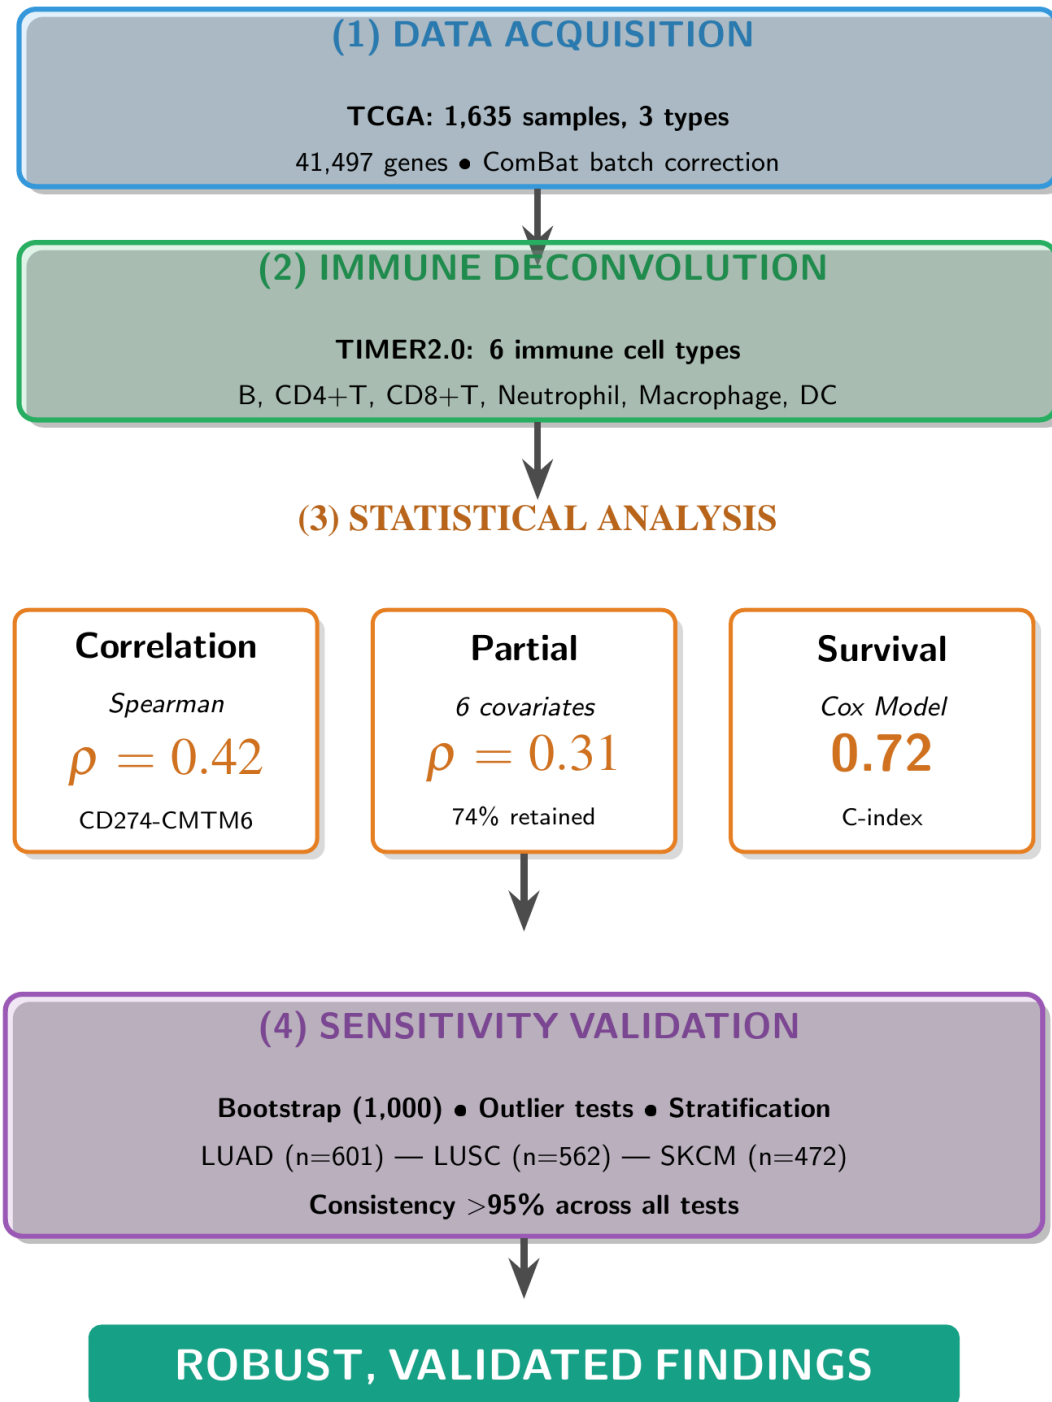 (1) DATA ACQUISITION
TCGA: 1,635 samples, 3 types
41,497 genes • ComBat batch correction
(2) IMMUNE DECONVOLUTION
TIMER2.0: 6 immune cell types
B, CD4+T, CD8+T, Neutrophil, Macrophage, DC
(3) STATISTICAL ANALYSIS
Correlation
Spearman
ρ = 0.42
CD274-CMTM6
Partial
6 covariates
ρ = 0.31
74% retained
Survival
Cox Model
0.72
C-index
(4) SENSITIVITY VALIDATION
Bootstrap (1,000) • Outlier tests • Stratification
LUAD (n=601) — LUSC (n=562) — SKCM (n=472)
Consistency >95% across all tests
ROBUST, VALIDATED FINDINGS